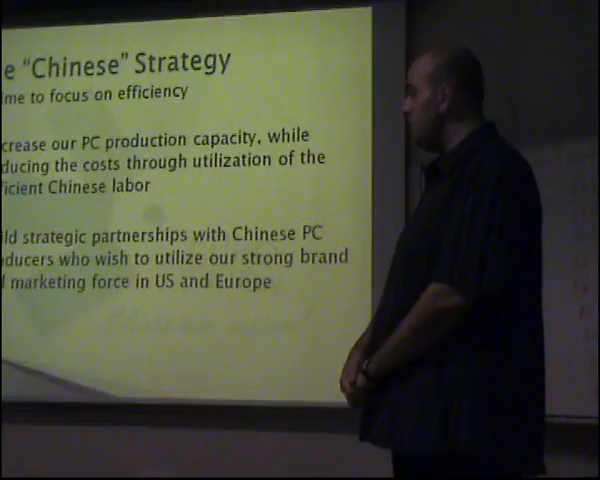 e "Chinese" Strategy
ime to focus on efficiency
crease our PC production capacity, while
ducing the costs through utilization of the
ficient Chinese labor
ild strategic partnerships with Chinese PC
ducers who wish to utilize our strong brand
marketing force in US and Europe